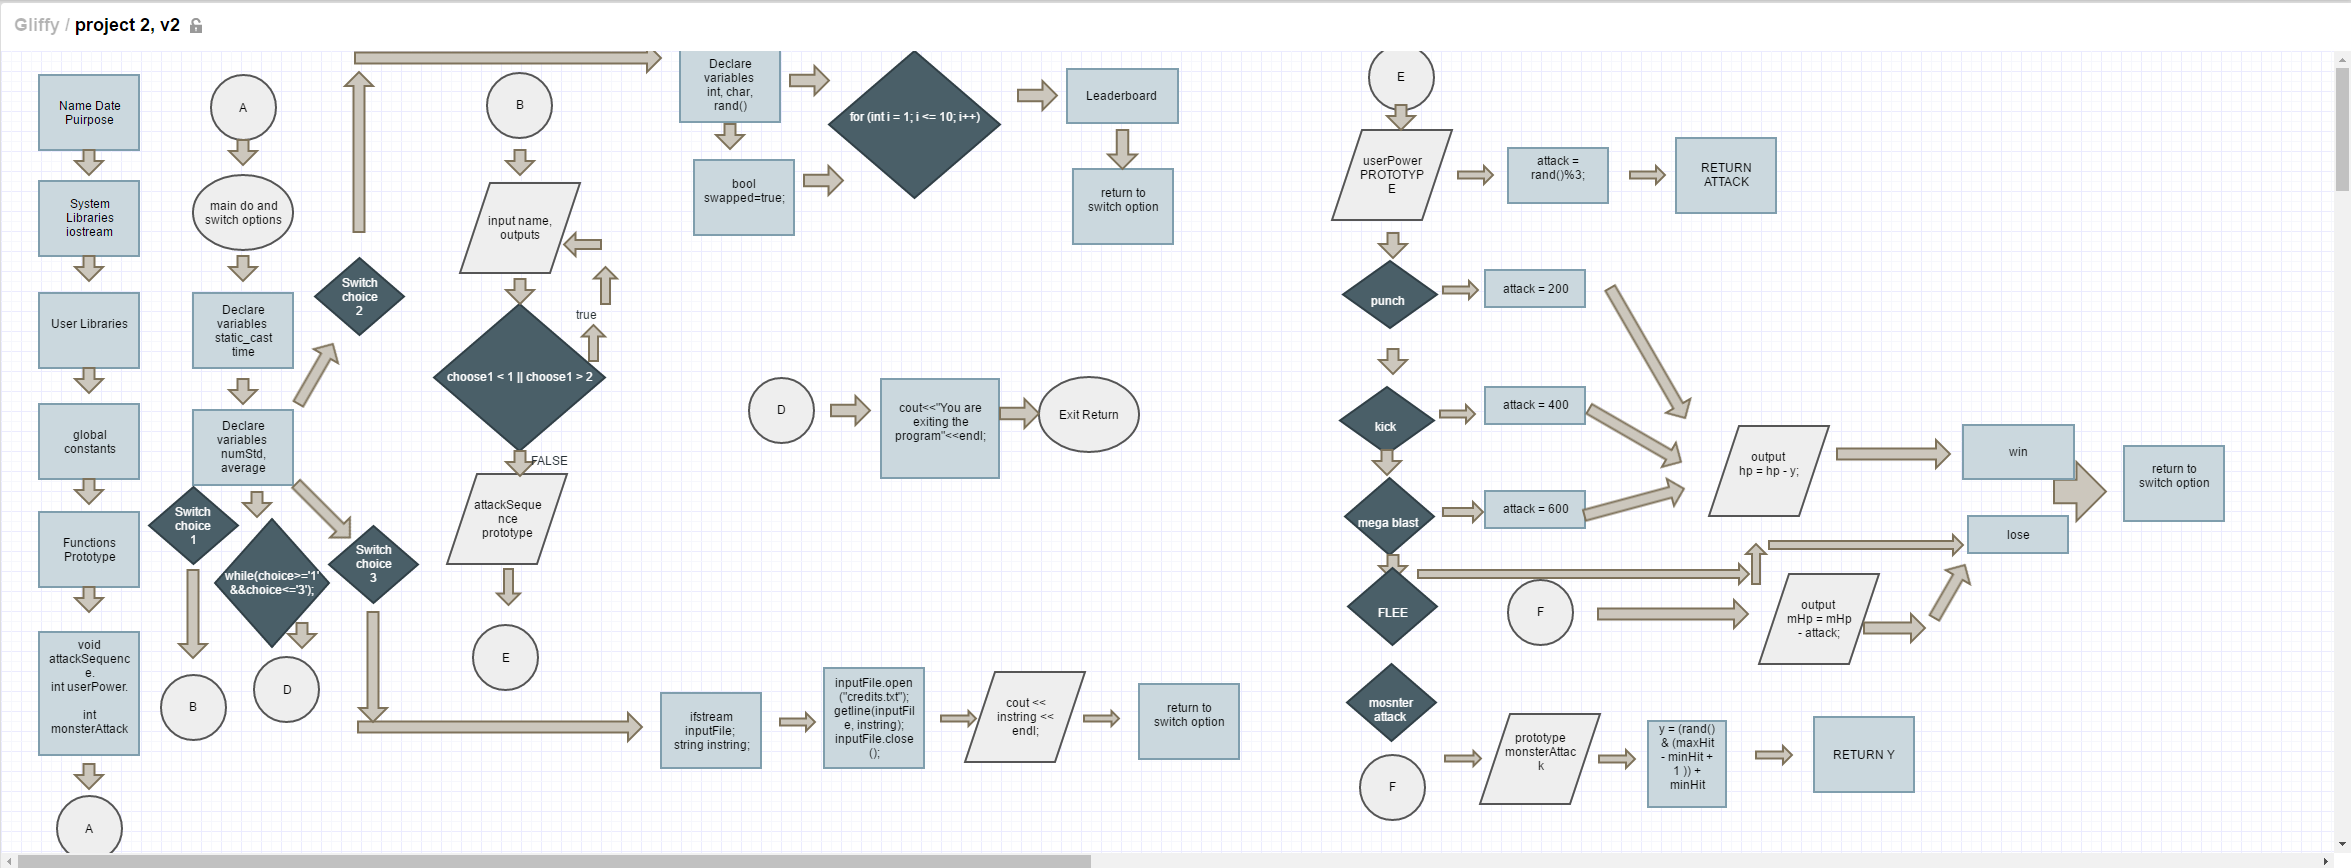 Gliffy / project 2, v2
Name Date
Puirpose
System
Libraries
iostream
User Libraries
global
constants
Functions
Prototype
void
attackSequenc
e.
int userPower.
int
monsterAttack
A
A
main do and
switch options
Declare
variables
static_cast
time
Declare
variables
numStd,
average
Switch
choice
1
while(choice>='1'
&&choice<='3');
Switch
choice
2
Switch
choice
3
B
D
B
input name,
outputs
true
choose1 < 1 || choose1 > 2
FALSE
attackSeque
nce
prototype
E
Declare
variables
int, char,
rand()
bool
swapped=true;
for (int i = 1; i <= 10; i++)
Leaderboard
return to
switch option
D
cout<<"You are
exiting the
program"<<endl;
Exit Return
ifstream
inputFile;
string instring;
inputFile.open
("credits.txt");
getline(inputFil
e, instring);
inputFile.close
();
cout <<
instring <<
endl;
return to
switch option
E
userPower
PROTOTYP
E
attack =
rand()%3;
RETURN
ATTACK
punch
attack = 200
kick
attack = 400
mega blast
attack = 600
FLEE
output
hp = hp - y;
win
lose
return to
switch option
F
output
mHp = mHp
- attack;
mosnter
attack
F
prototype
monsterAttac
k
y = (rand()
& (maxHit
- minHit +
1 )) +
minHit
RETURN Y